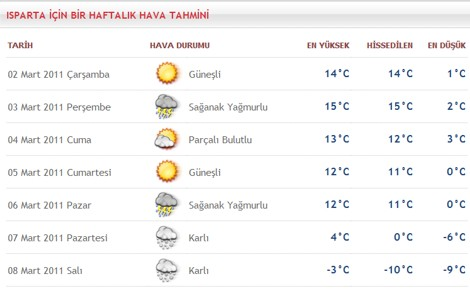 ISPARTA İÇİN BİR HAFTALIK HAVA TAHMİNİ
TARİH HAVA DURUMU EN YÜKSEK HİSSEDİLEN EN DÜŞÜK
02 Mart 2011 Çarşamba Güneşli 14°C 14°C 1°C
03 Mart 2011 Perşembe Sağanak Yağmurlu 15°C 15°C 2°C
04 Mart 2011 Cuma Parçalı Bulutlu 13°C 12°C 3°C
05 Mart 2011 Cumartesi Güneşli 12°C 11°C 0°C
06 Mart 2011 Pazar Sağanak Yağmurlu 12°C 11°C 0°C
07 Mart 2011 Pazartesi Karlı 4°C 0°C -6°C
08 Mart 2011 Salı Karlı -3°C -10°C -9°C